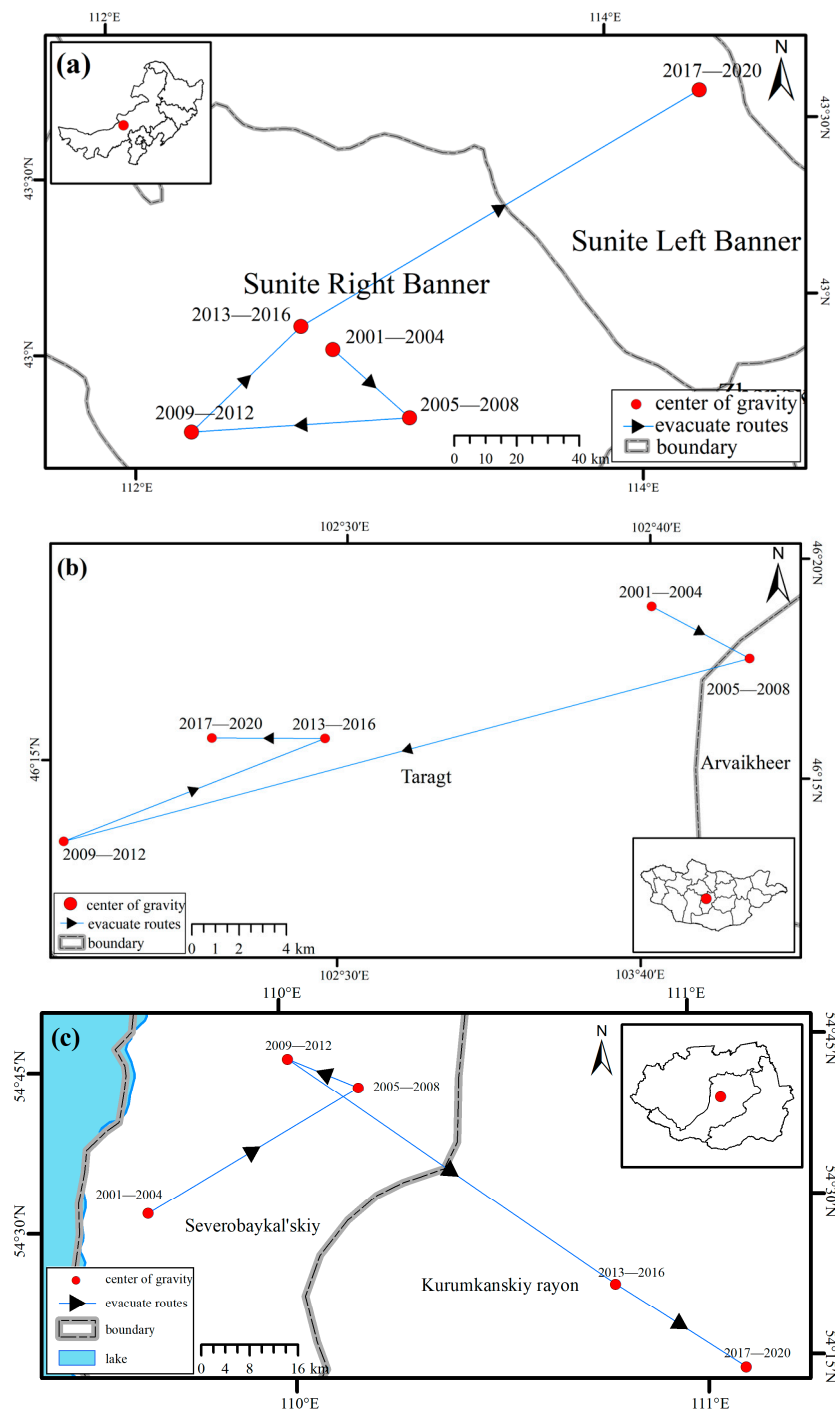 112°E
114°E
(a)
N
2017—2020
43°30'N
43°30'N
Sunite Left Banner
Sunite Right Banner
43°N
2013—2016
2001—2004
43°N
2009—2012
2005—2008
center of gravity
evacuate routes
boundary
0 10 20 40 km
112°E
114°E
102°30'E
102°40'E
(b)
N
46°20'N
2001—2004
2005—2008
2017—2020
2013—2016
Arvaikheer
46°15'N
Taragt
46°15'N
2009—2012
center of gravity
evacuate routes
boundary
0 1 2 4 km
102°30'E
103°40'E
110°E
111°E
(c)
N
54°45'N
2009—2012
54°45'N
2005—2008
2001—2004
54°30'N
Severobaykal'skiy
54°30'N
2013—2016
Kurumkanskiy rayon
center of gravity
evacuate routes
boundary
lake
0 4 8 16 km
2017—2020
54°15'N
110°E
111°E